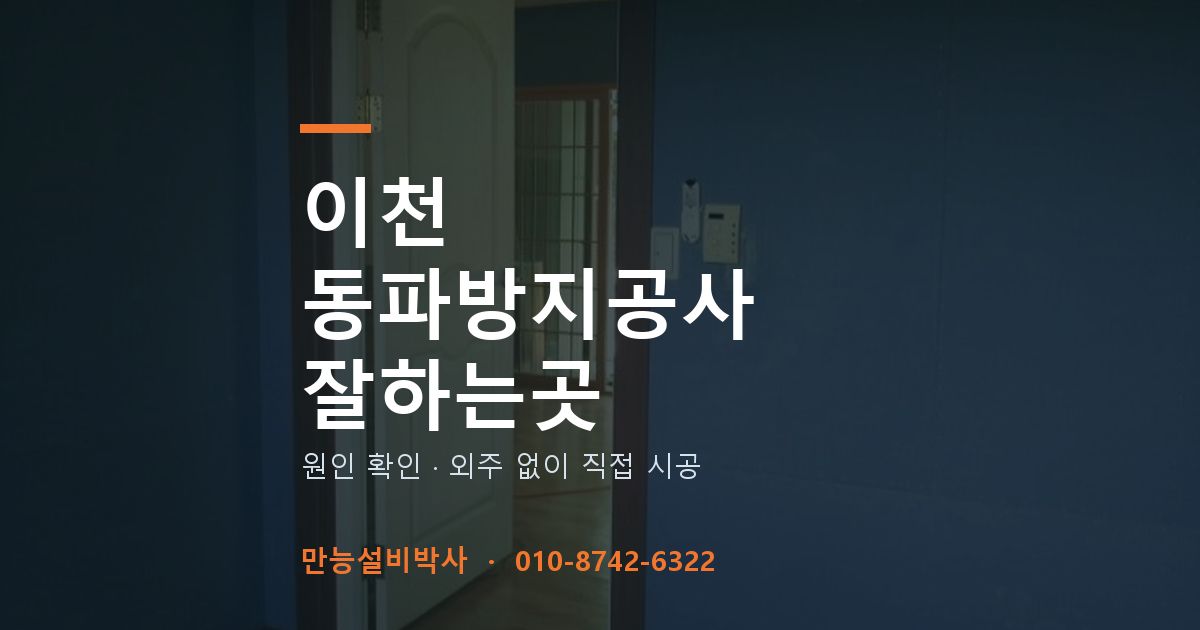 이천
동파방지공사
잘하는곳
원인 확인 · 외주 없이 직접 시공
만능설비박사 · 010-8742-6322